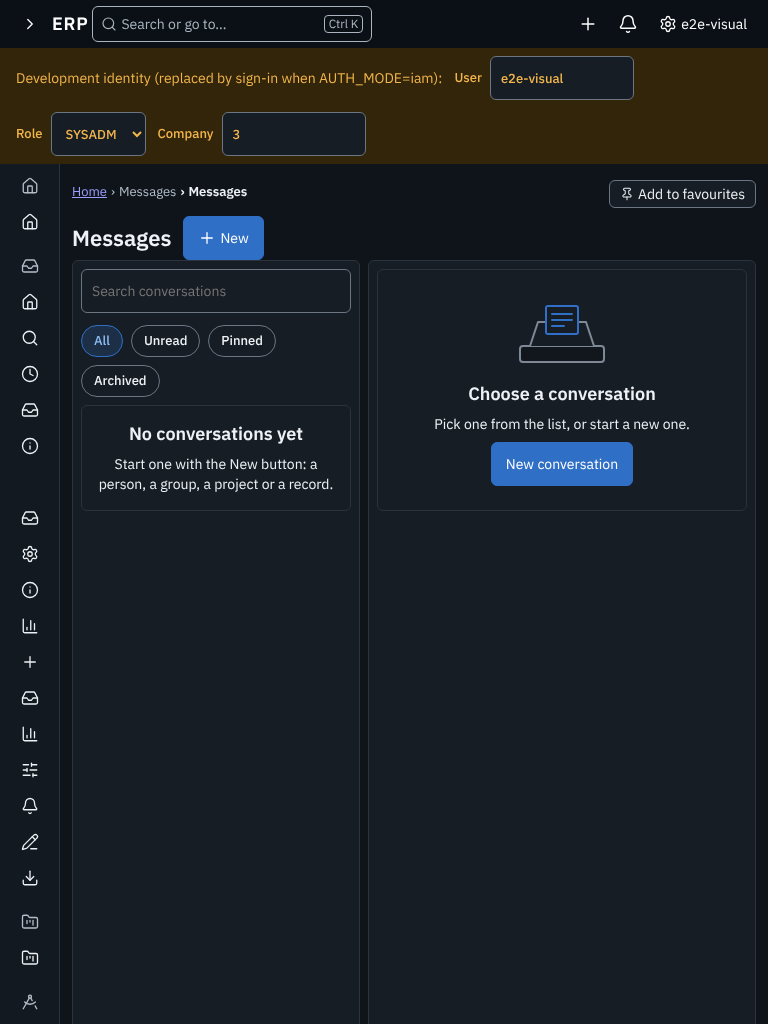 ERP
Search or go to...
Ctrl K
e2e-visual
Development identity (replaced by sign-in when AUTH_MODE=iam):
User
e2e-visual
Role
SYSADM
Company
3
Home › Messages › Messages
Add to favourites
Messages
New
Search conversations
All
Unread
Pinned
Archived
No conversations yet
Start one with the New button: a
person, a group, a project or a record.
Choose a conversation
Pick one from the list, or start a new one.
New conversation